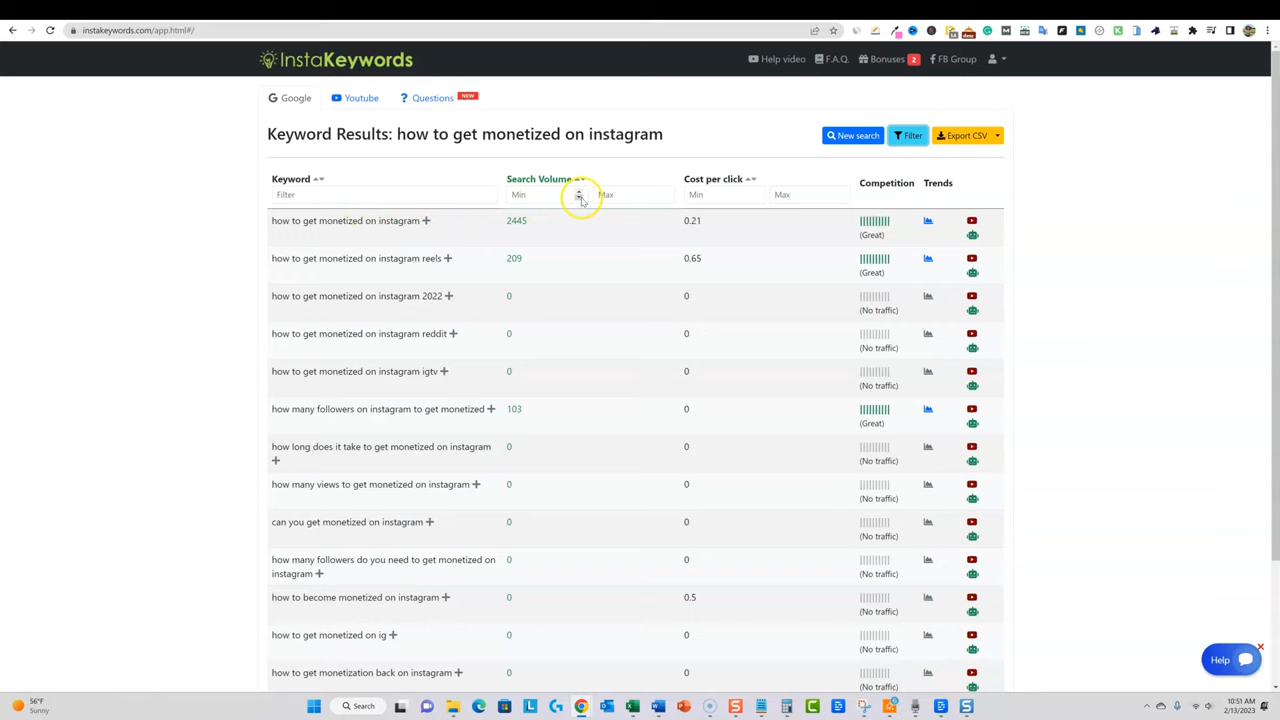 instakeywords.com/app.html#/
InstaKeywords
Help video
F.A.Q.
Bonuses 2
FB Group
Google
Youtube
? Questions NEW
Keyword Results: how to get monetized on instagram
New search
Filter
Export CSV
Keyword
Search Volume
Cost per click
Competition
Trends
Filter
Min
Max
Min
Max
how to get monetized on instagram + 2445 0.21
(Great)
how to get monetized on instagram reels + 209 0.65
(Great)
how to get monetized on instagram 2022 + 0 0
(No traffic)
how to get monetized on instagram reddit + 0 0
(No traffic)
how to get monetized on instagram igtv + 0 0
(No traffic)
how many followers on instagram to get monetized + 103 0
(Great)
how long does it take to get monetized on instagram 0 0
+ (No traffic)
how many views to get monetized on instagram + 0 0
(No traffic)
can you get monetized on instagram + 0 0
(No traffic)
how many followers do you need to get monetized on 0 0
instagram + (No traffic)
how to become monetized on instagram + 0 0.5
(No traffic)
how to get monetized on ig + 0 0
(No traffic)
how to get monetization back on instagram + 0 0
(No traffic)
Help
56°F
Sunny
Search
10:51 AM
2/13/2023